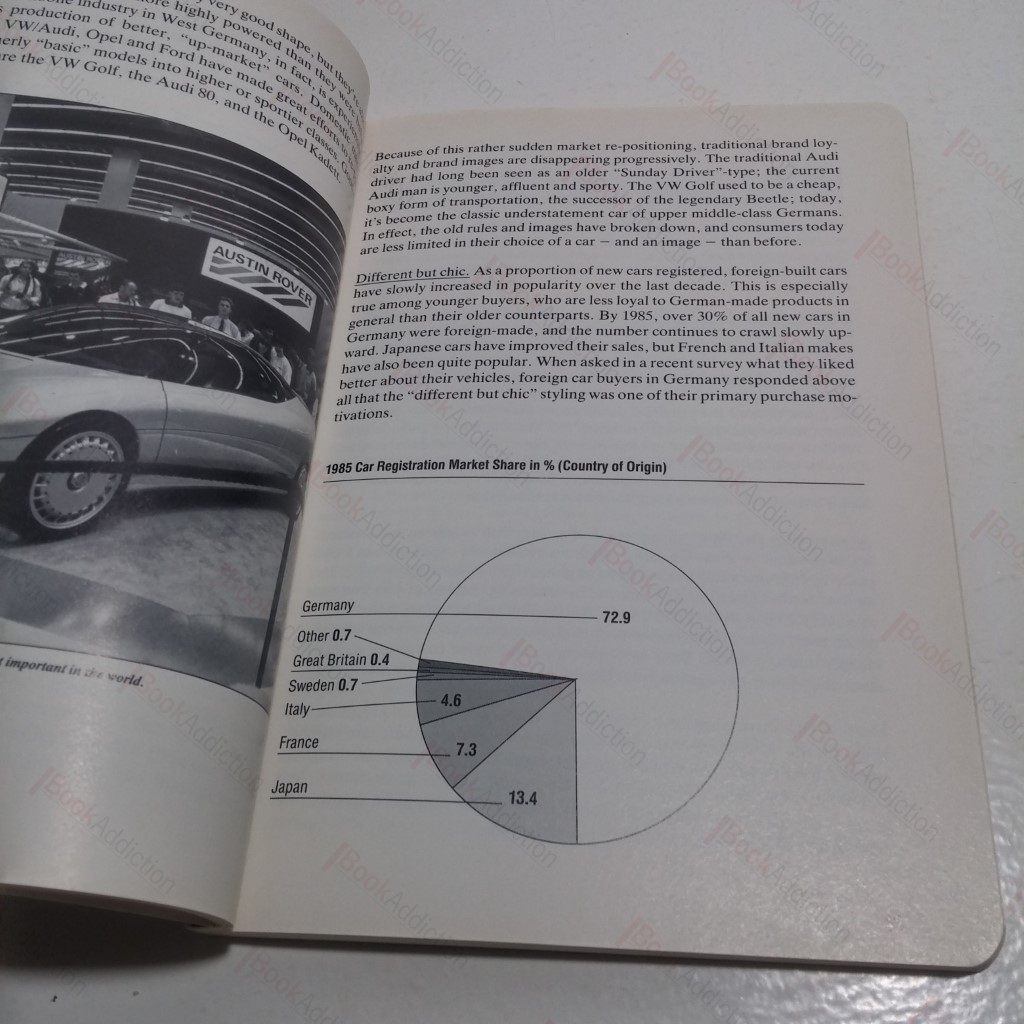 very good shape, but they're
more highly powered than they were
industry in West Germany, in fact, is
production of better, "up-market" cars. Domestic
VW/Audi, Opel and Ford have made great efforts to
"basic" models into higher or sportier classes.
are the VW Golf, the Audi 80, and the Opel Kadett.
AUSTIN ROVER
important in the world.
Because of this rather sudden market re-positioning, traditional brand loy-
alty and brand images are disappearing progressively. The traditional Audi
driver had long been seen as an older "Sunday Driver"-type; the current
Audi man is younger, affluent and sporty. The VW Golf used to be a cheap,
boxy form of transportation, the successor of the legendary Beetle; today,
it's become the classic understatement car of upper middle-class Germans.
In effect, the old rules and images have broken down, and consumers today
are less limited in their choice of a car — and an image — than before.
Different but chic. As a proportion of new cars registered, foreign-built cars
have slowly increased in popularity over the last decade. This is especially
true among younger buyers, who are less loyal to German-made products in
general than their older counterparts. By 1985, over 30% of all new cars in
Germany were foreign-made, and the number continues to crawl slowly up-
ward. Japanese cars have improved their sales, but French and Italian makes
have also been quite popular. When asked in a recent survey what they liked
better about their vehicles, foreign car buyers in Germany responded above
all that the "different but chic" styling was one of their primary purchase mo-
tivations.
1985 Car Registration Market Share in % (Country of Origin)
Germany 72.9
Other 0.7
Great Britain 0.4
Sweden 0.7
Italy 4.6
France 7.3
Japan 13.4
BookAddiction